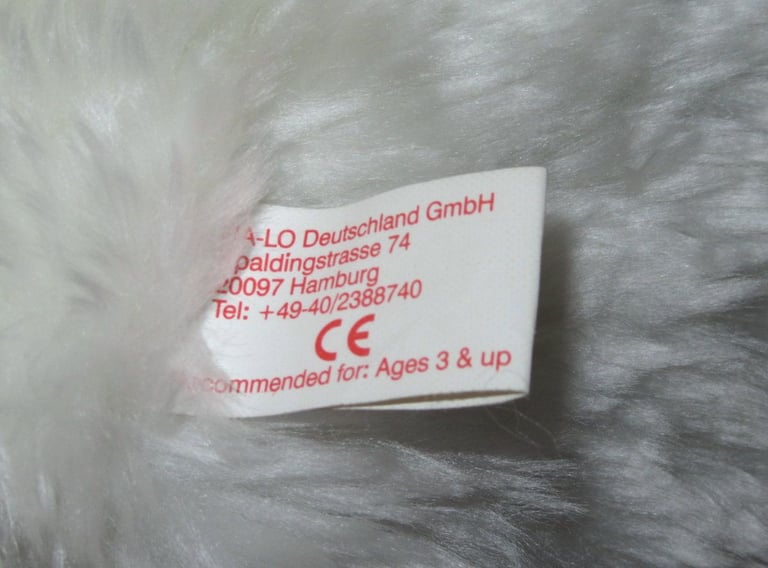 A-LO Deutschland GmbH
paldingstrasse 74
20097 Hamburg
Tel: +49-40/2388740
CE
commended for: Ages 3 & up